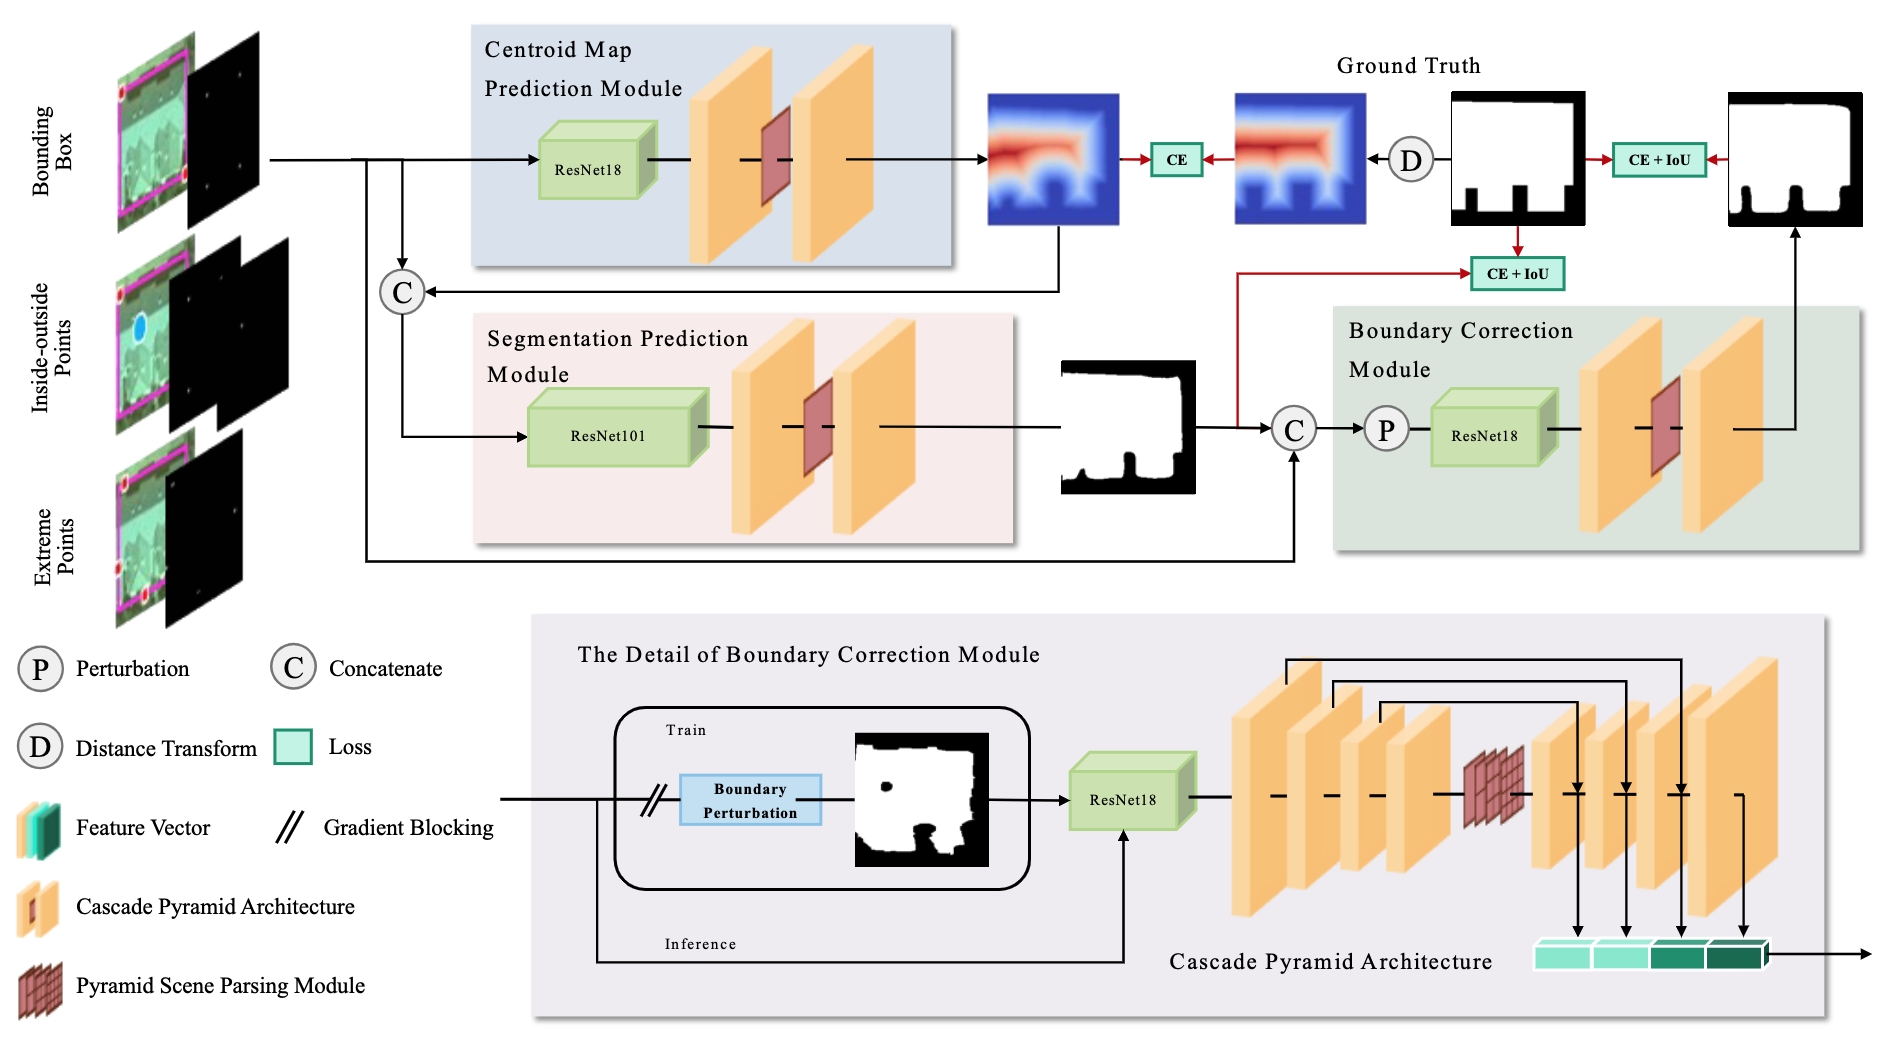 Bounding
Box
Inside-outside
Points
Extreme
Points
Centroid Map
Prediction Module
ResNet18
C
Segmentation Prediction
Module
ResNet101
CE
Ground Truth
D
CE + IoU
CE + IoU
C
P
Boundary Correction
Module
ResNet18
P Perturbation
C Concatenate
D Distance Transform
Loss
Feature Vector
Gradient Blocking
Cascade Pyramid Architecture
Pyramid Scene Parsing Module
The Detail of Boundary Correction Module
Train
Boundary
Perturbation
Inference
ResNet18
Cascade Pyramid Architecture